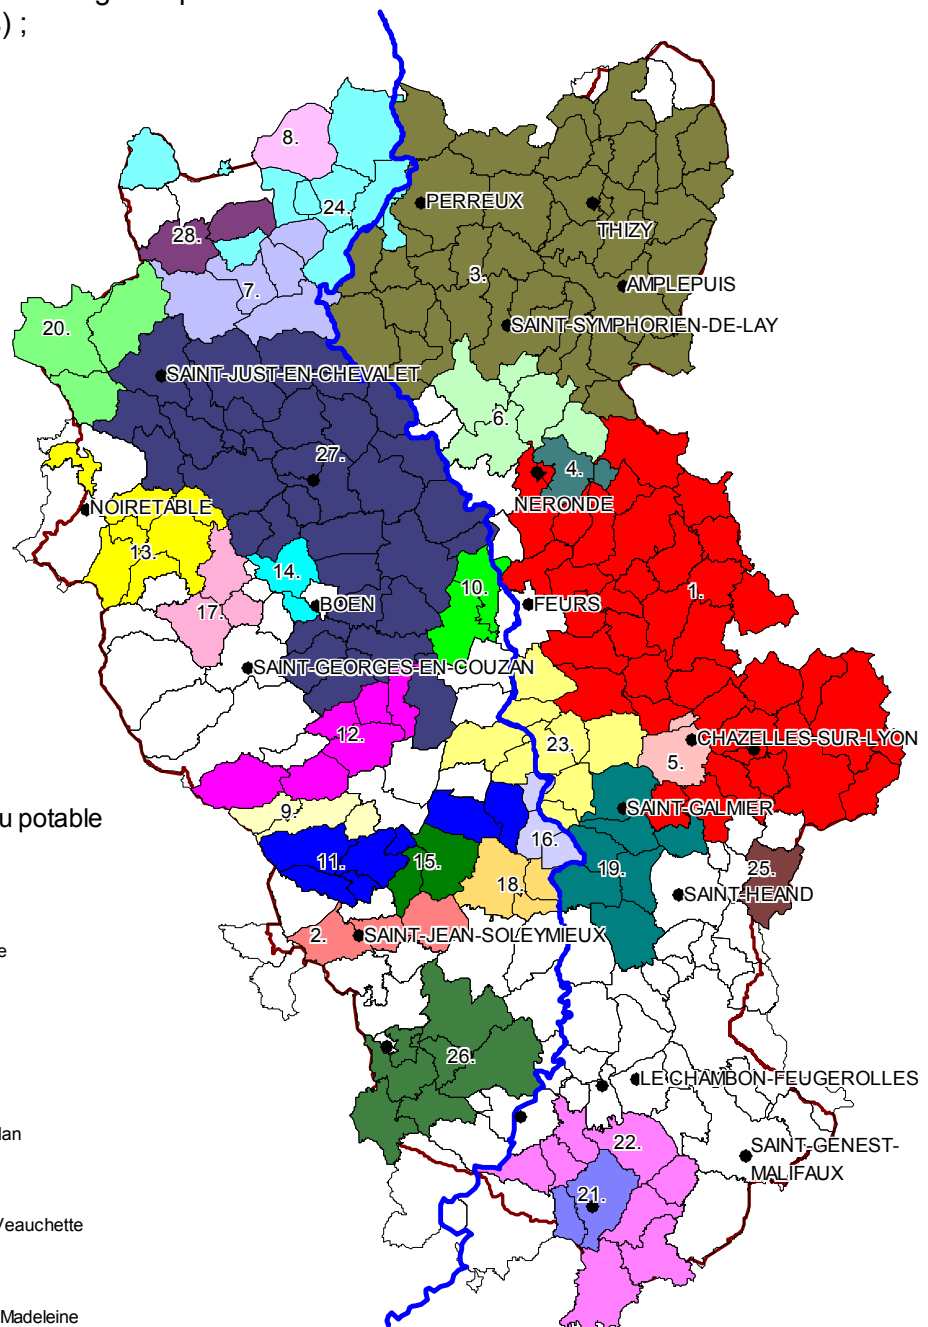 ) ;
8.
24.
PERREUX
THIZY
28.
7.
3.
AMPLEPUIS
20.
SAINT-SYMPHORIEN-DE-LAY
SAINT-JUST-EN-CHEVALET
6.
27.
4.
NERONDE
NOIRETABLE
13.
14.
10.
1.
17.
BOEN
FEURS
SAINT-GEORGES-EN-COUZAN
12.
23.
CHAZELLES-SUR-LYON
5.
9.
SAINT-GALMIER
u potable
16.
11.
15.
19.
25.
18.
SAINT-HEAND
2.
SAINT-JEAN-SOLEYMIEUX
e
26.
LE CHAMBON-FEUGEROLLES
lan
22.
SAINT-GENEST-
MALIFAUX
21.
Veauchette
Madeleine